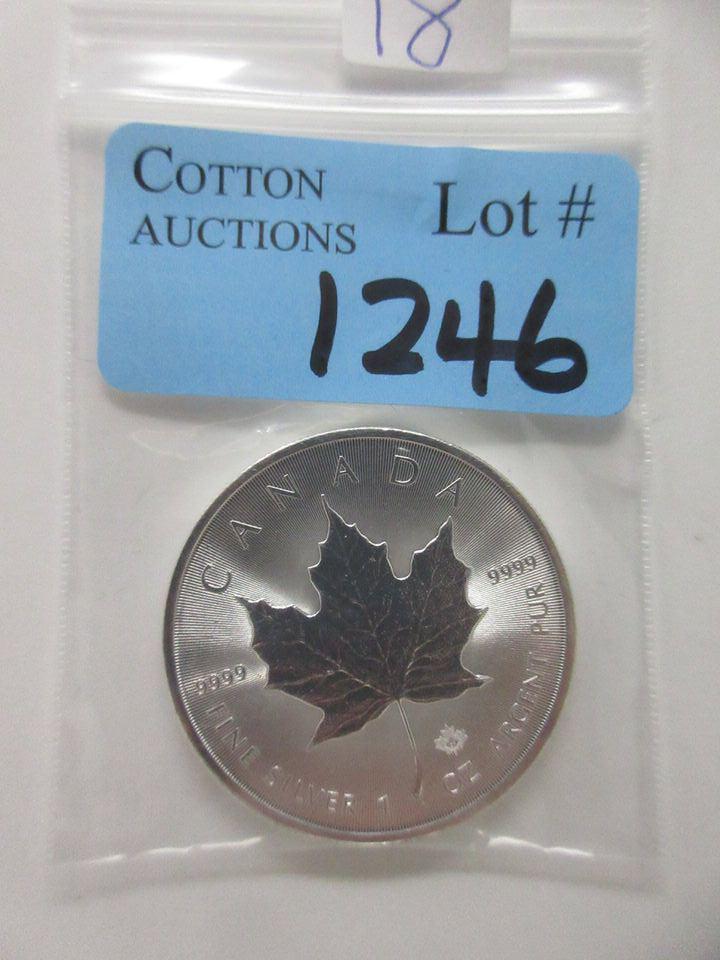 18
COTTON
AUCTIONS
Lot #
1246
CANADA
9999
9999
FINE SILVER 1 OZ ARGENT PUR